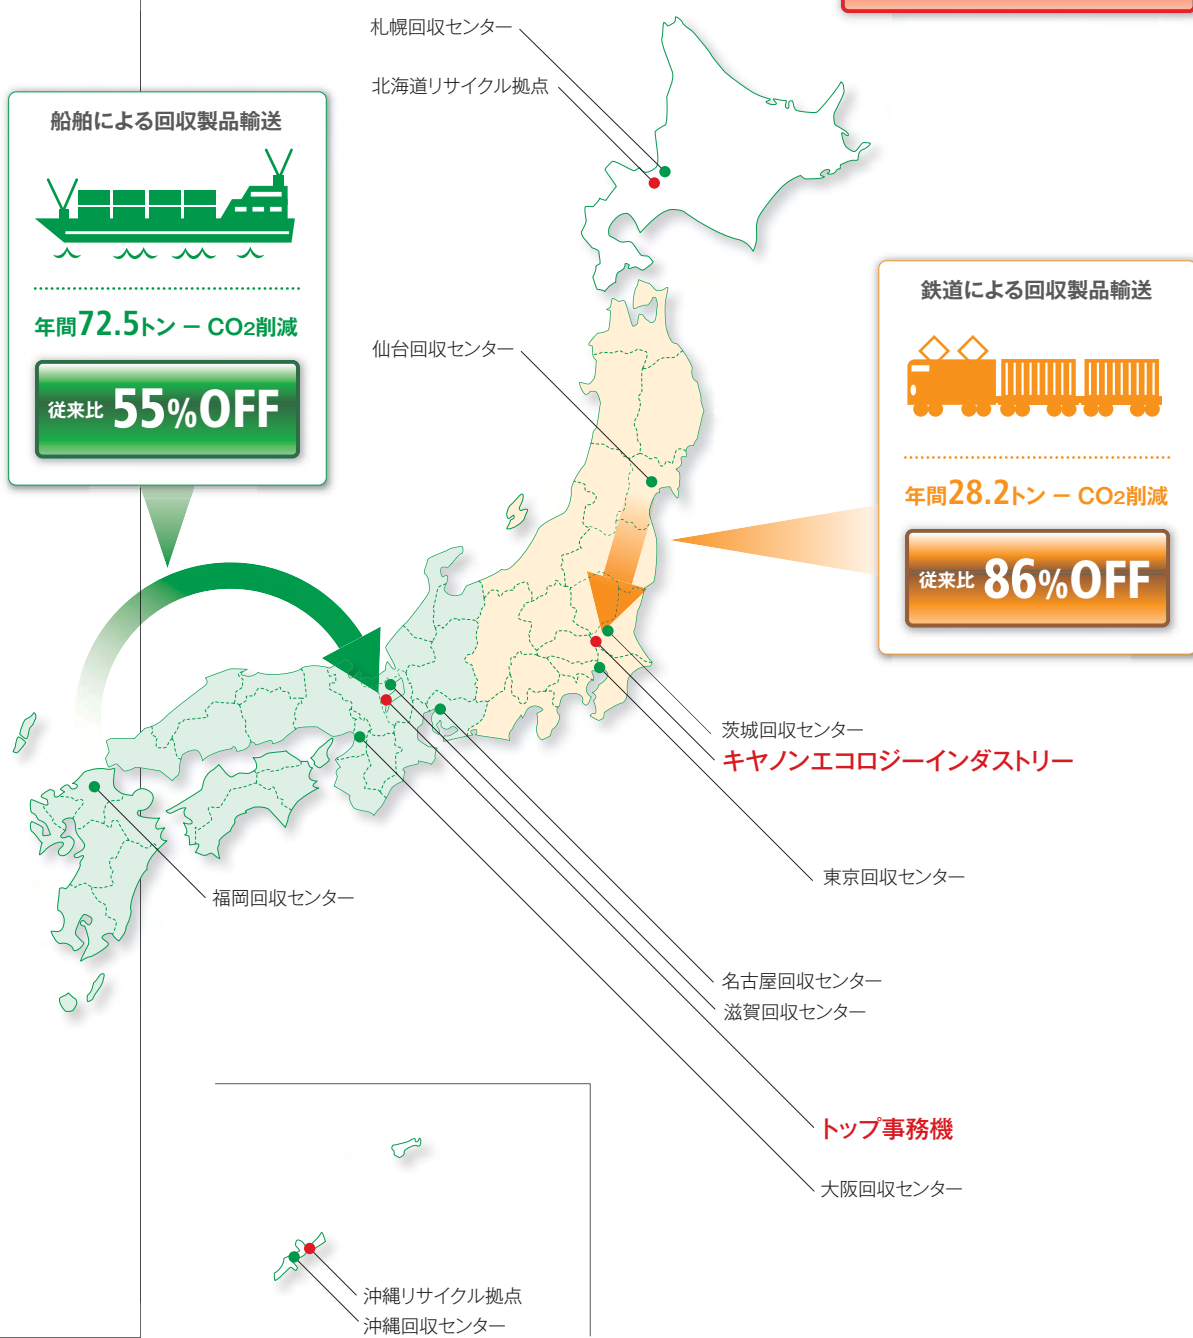 札幌回収センター
北海道リサイクル拠点
船舶による回収製品輸送
年間72.5トン － CO2削減
従来比 55%OFF
鉄道による回収製品輸送
年間28.2トン － CO2削減
従来比 86%OFF
仙台回収センター
茨城回収センター
キヤノンエコロジーインダストリー
東京回収センター
福岡回収センター
名古屋回収センター
滋賀回収センター
トップ事務機
大阪回収センター
沖縄リサイクル拠点
沖縄回収センター